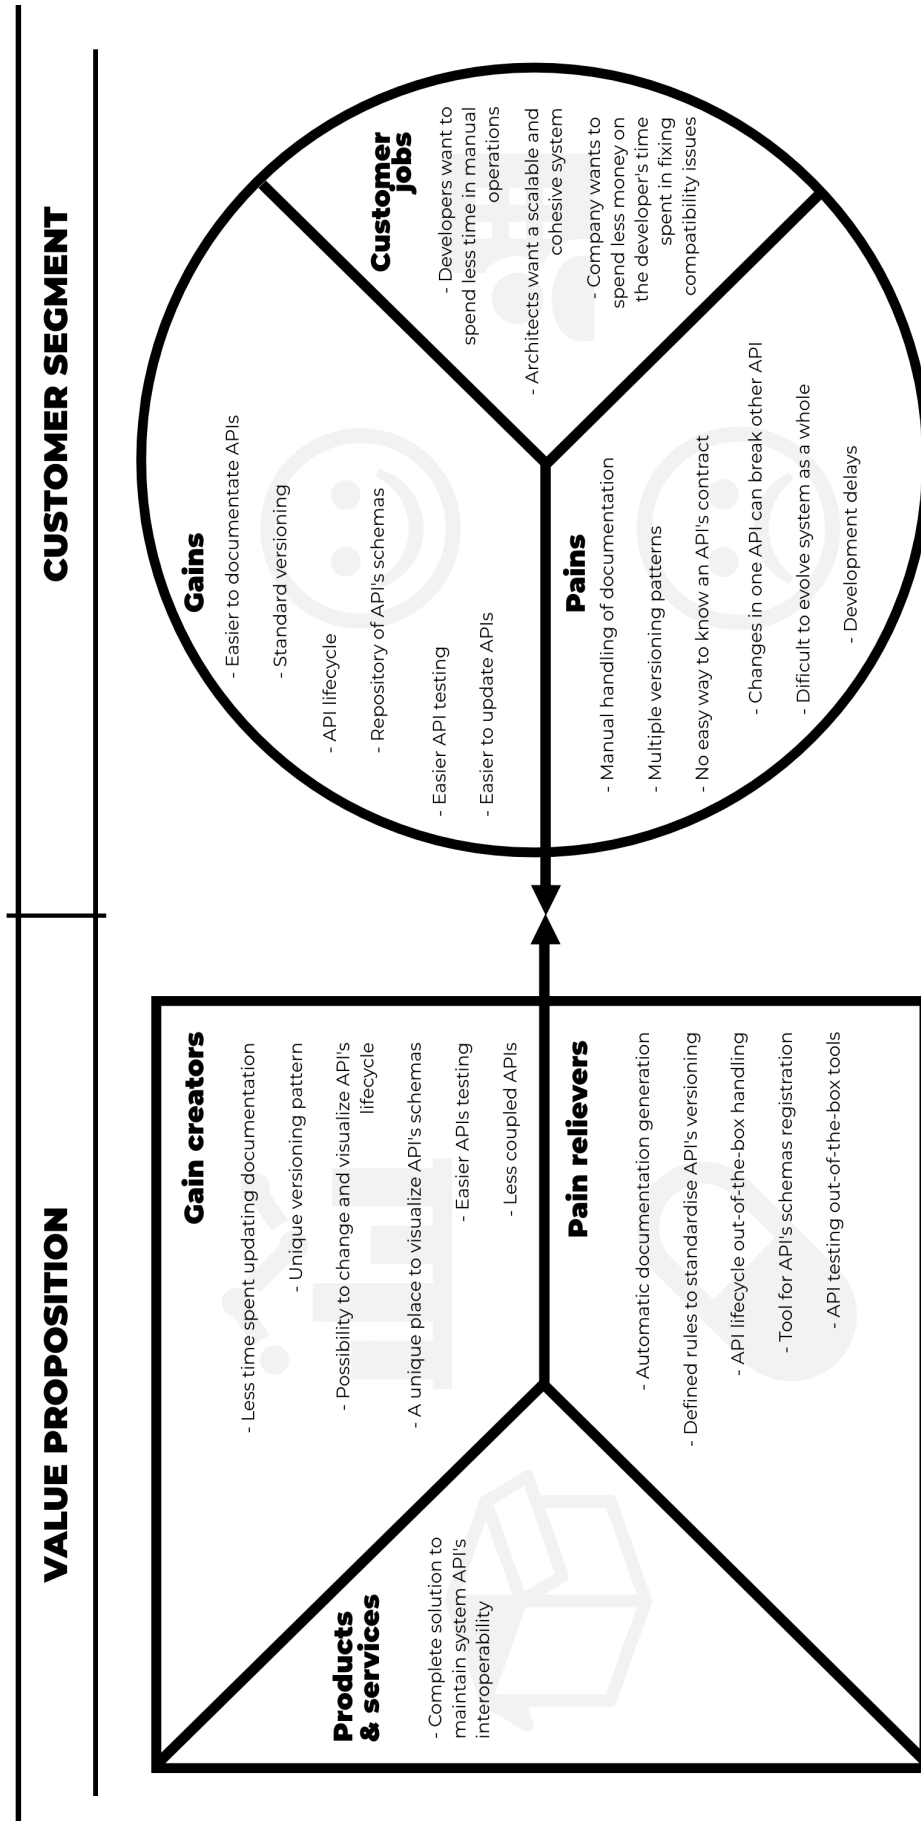 VALUE PROPOSITION
CUSTOMER SEGMENT
Products
& services
- Complete solution to
maintain system API's
interoperability
Gain creators
- Less time spent updating documentation
- Unique versioning pattern
- Possibility to change and visualize API's
lifecycle
- A unique place to visualize API's schemas
- Easier APIs testing
- Less coupled APIs
Pain relievers
- Automatic documentation generation
- Defined rules to standardise API's versioning
- API lifecycle out-of-the-box handling
- Tool for API's schemas registration
- API testing out-of-the-box tools
Gains
- Easier to documentate APIs
- Standard versioning
- API lifecycle
- Repository of API's schemas
- Easier API testing
- Easier to update APIs
Pains
- Manual handling of documentation
- Multiple versioning patterns
- No easy way to know an API's contract
- Changes in one API can break other API
- Dificult to evolve system as a whole
- Development delays
Customer
jobs
- Developers want to
spend less time in manual
operations
- Architects want a scalable and
cohesive system
- Company wants to
spend less money on
the developer's time
spent in fixing
compatibility issues